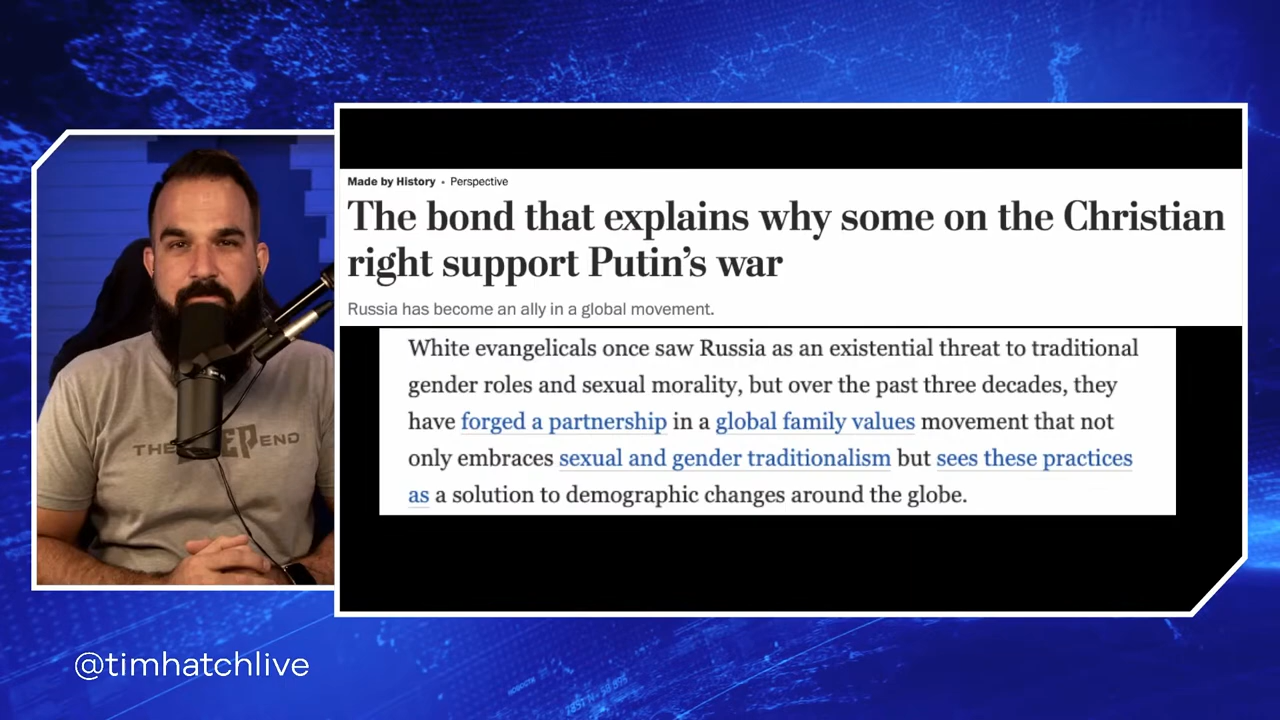 Made by History • Perspective
The bond that explains why some on the Christian
right support Putin’s war
Russia has become an ally in a global movement.
White evangelicals once saw Russia as an existential threat to traditional
gender roles and sexual morality, but over the past three decades, they
have forged a partnership in a global family values movement that not
only embraces sexual and gender traditionalism but sees these practices
as a solution to demographic changes around the globe.
THE
END
@timhatchlive